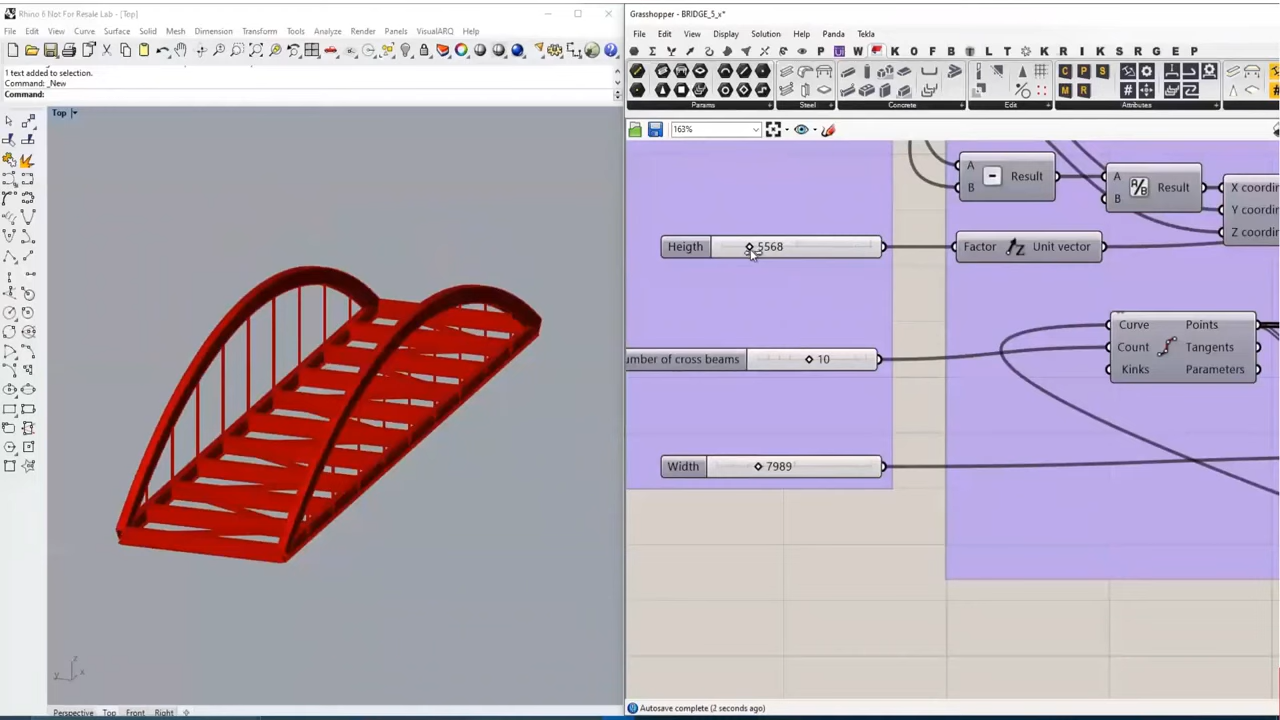 Rhino 6 Not For Resale Lab - [Top]
File Edit View Curve Surface Solid Mesh Dimension Transform Tools Analyze Render Panels VisualARQ Help
1 text added to selection.
Command: _New
Command:
Top
z
y x
Perspective Top Front Right
Grasshopper - BRIDGE_5_x*
File Edit View Display Solution Help Panda Tekla
P W K O F B L T K I S K R G E P
Params Steel Concrete Edit Attributes
C P S
M R
163%
A
B
Result
A
B
A/B
Result
X coordin
Y coordin
Z coordin
Heigth 5568
Factor Z Unit vector
umber of cross beams 10
Curve
Count
Kinks
Points
Tangents
Parameters
Width 7989
Autosave complete (2 seconds ago)